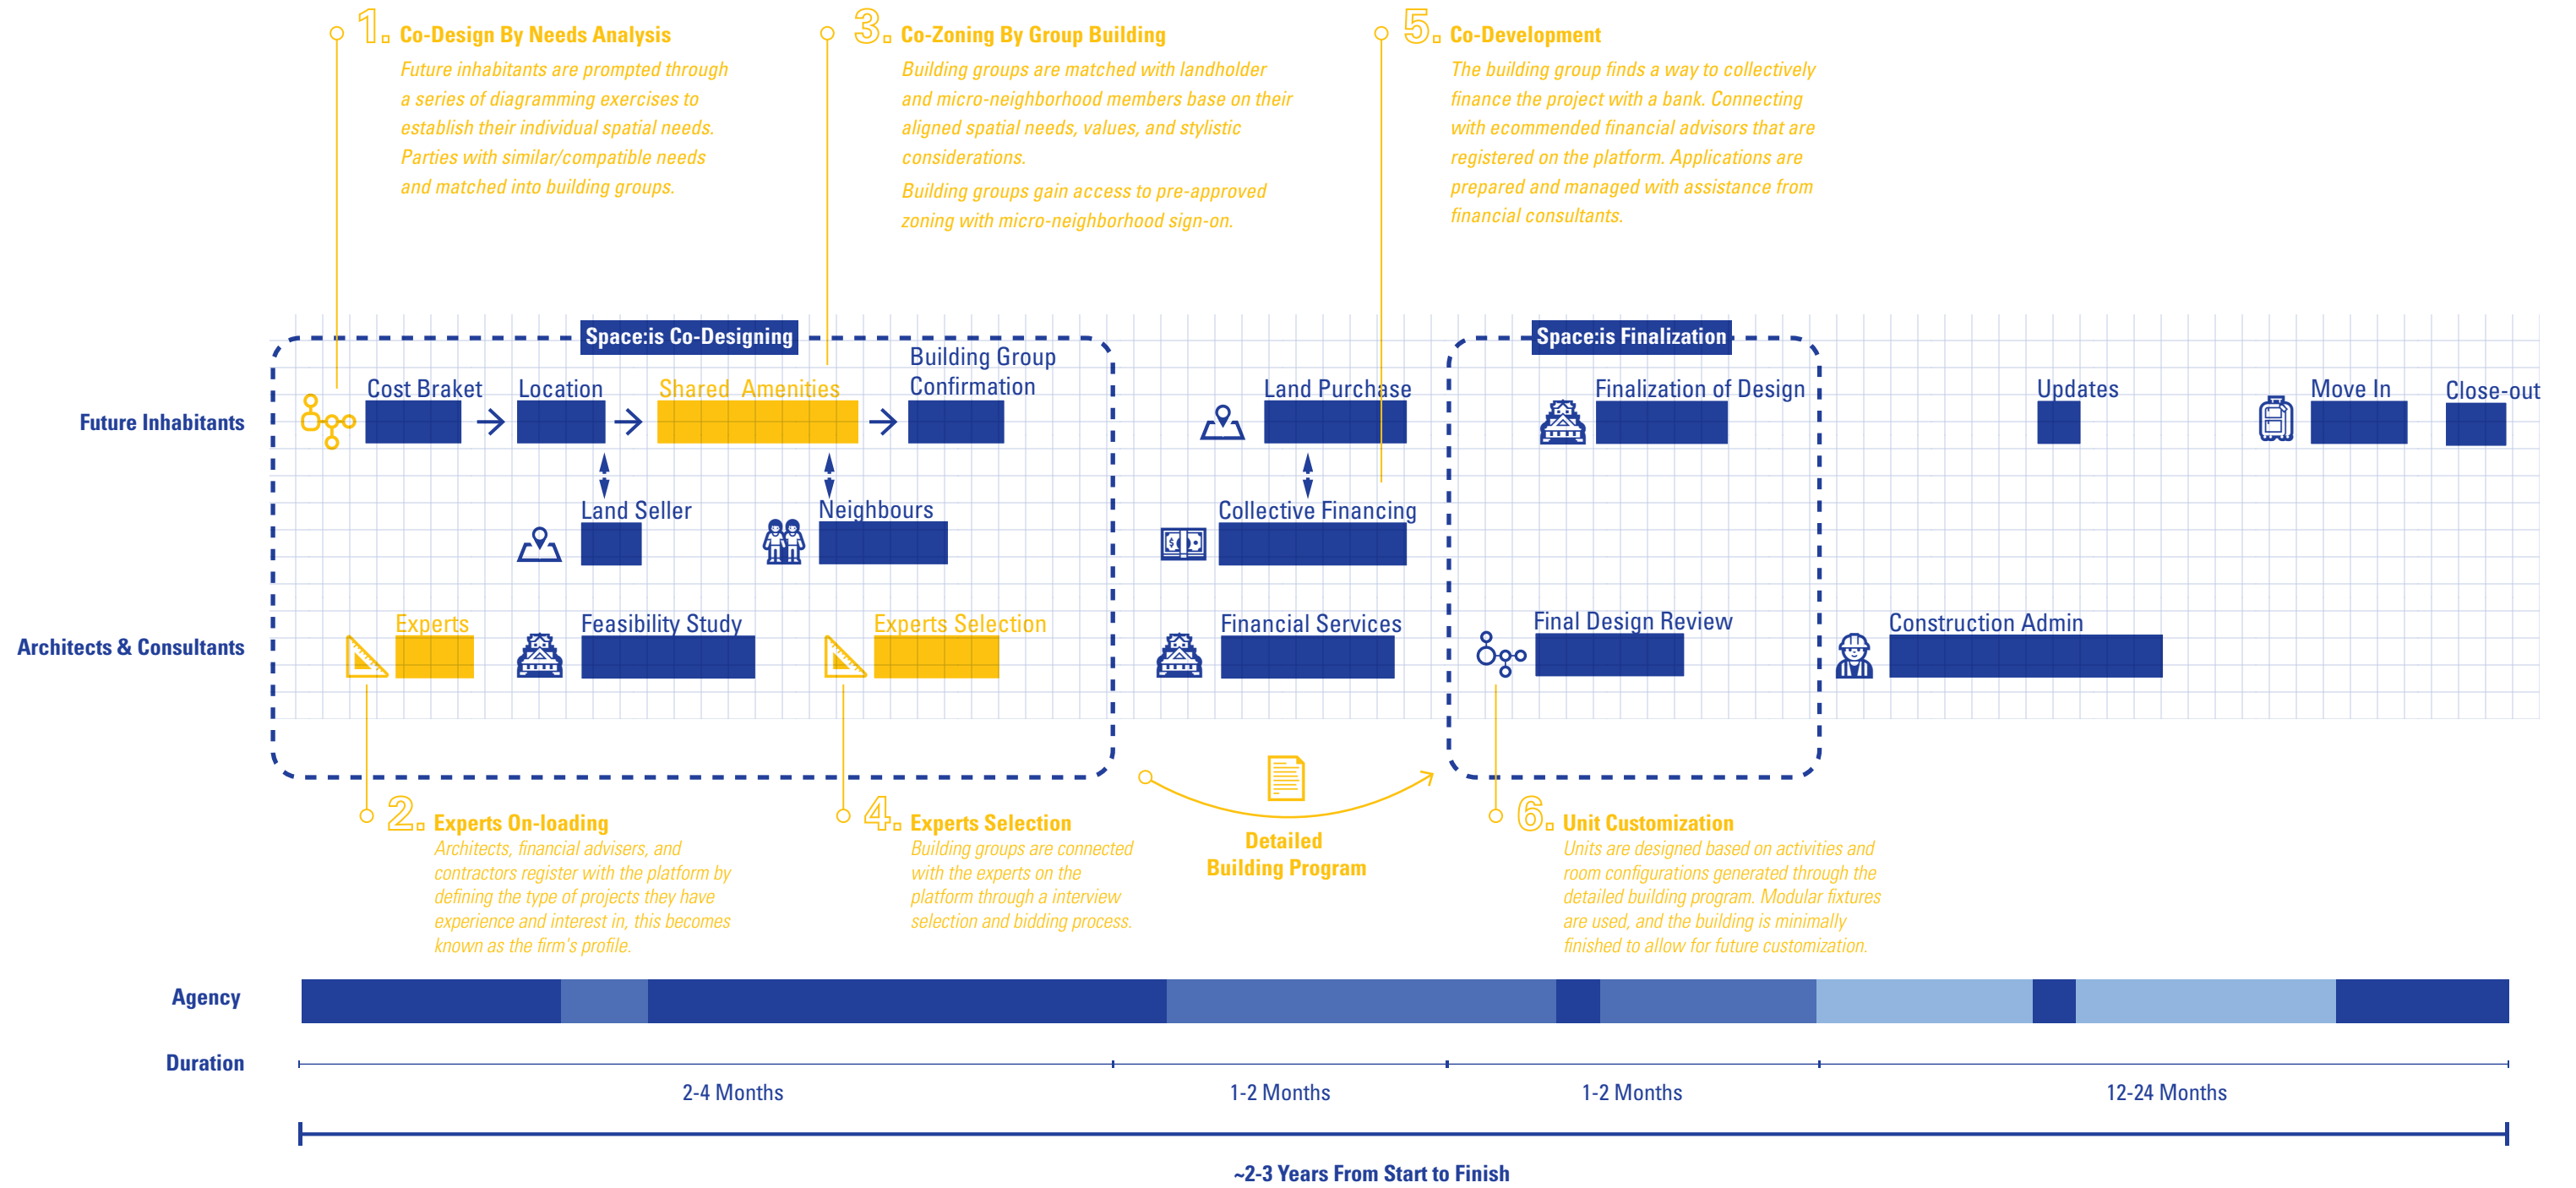 1. Co-Design By Needs Analysis
Future inhabitants are prompted through
a series of diagramming exercises to
establish their individual spatial needs.
Parties with similar/compatible needs
and matched into building groups.
3. Co-Zoning By Group Building
Building groups are matched with landholder
and micro-neighborhood members base on their
aligned spatial needs, values, and stylistic
considerations.
Building groups gain access to pre-approved
zoning with micro-neighborhood sign-on.
5. Co-Development
The building group finds a way to collectively
finance the project with a bank. Connecting
with ecommended financial advisors that are
registered on the platform. Applications are
prepared and managed with assistance from
financial consultants.
Space:is Co-Designing
Space:is Finalization
Future Inhabitants
Cost Braket
Location
Shared Amenities
Building Group
Confirmation
Land Purchase
Finalization of Design
Updates
Move In
Close-out
Land Seller
Neighbours
Collective Financing
Architects & Consultants
Experts
Feasibility Study
Experts Selection
Financial Services
Final Design Review
Construction Admin
2. Experts On-loading
Architects, financial advisers, and
contractors register with the platform by
defining the type of projects they have
experience and interest in, this becomes
known as the firm's profile.
4. Experts Selection
Building groups are connected
with the experts on the
platform through a interview
selection and bidding process.
Detailed
Building Program
6. Unit Customization
Units are designed based on activities and
room configurations generated through the
detailed building program. Modular fixtures
are used, and the building is minimally
finished to allow for future customization.
Agency
Duration
2-4 Months
1-2 Months
1-2 Months
12-24 Months
~2-3 Years From Start to Finish